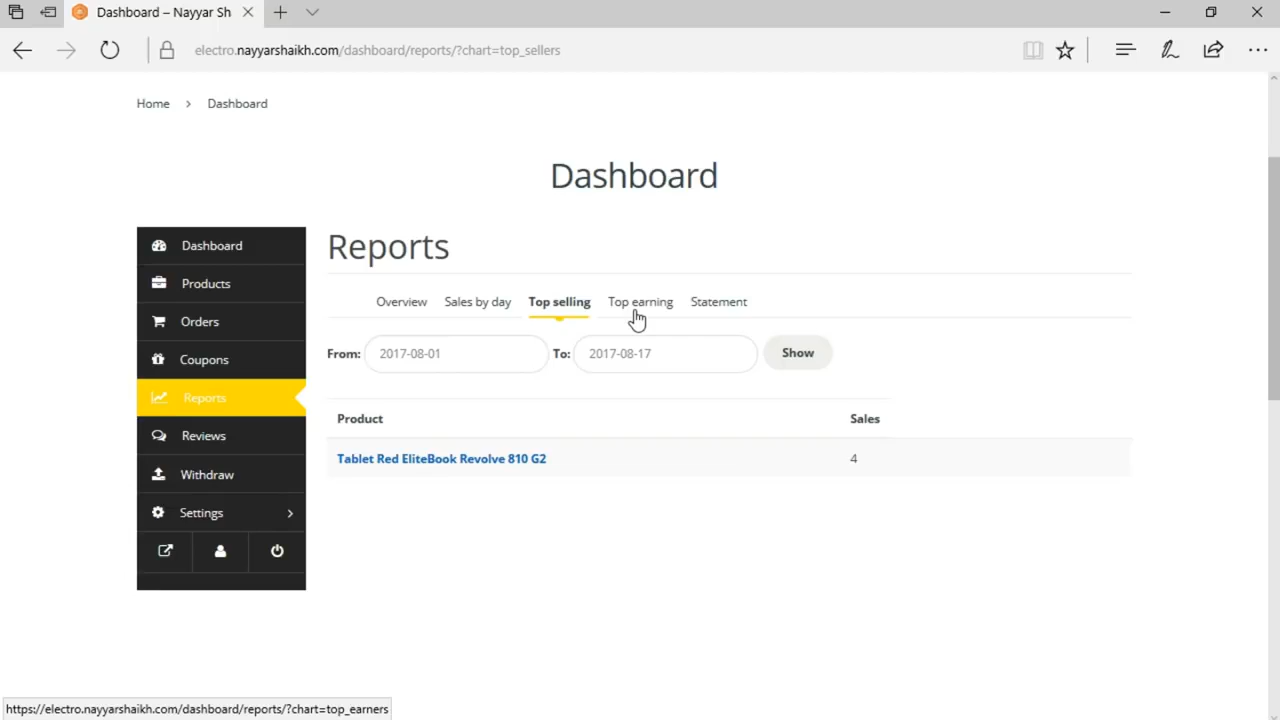 Dashboard – Nayyar Sh
electro.nayyarshaikh.com/dashboard/reports/?chart=top_sellers
Home > Dashboard
Dashboard
Dashboard
Products
Orders
Coupons
Reports
Reviews
Withdraw
Settings
Reports
Overview Sales by day Top selling Top earning Statement
From: 2017-08-01 To: 2017-08-17 Show
Product Sales
Tablet Red EliteBook Revolve 810 G2 4
https://electro.nayyarshaikh.com/dashboard/reports/?chart=top_earners